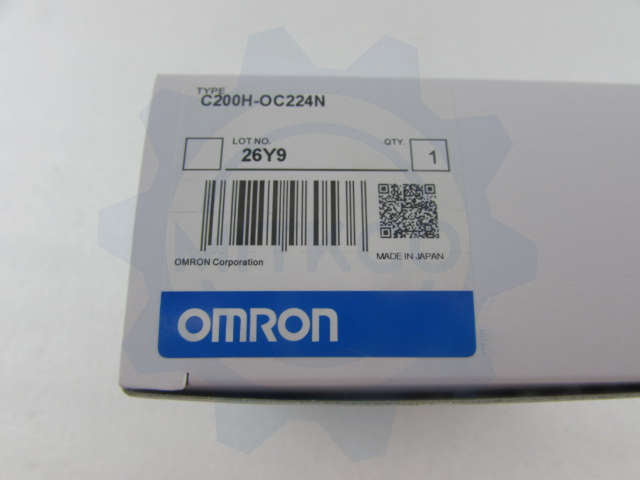 TYPE
C200H-OC224N
LOT NO.
26Y9
QTY.
1
OMRON Corporation
MADE IN JAPAN
OMRON